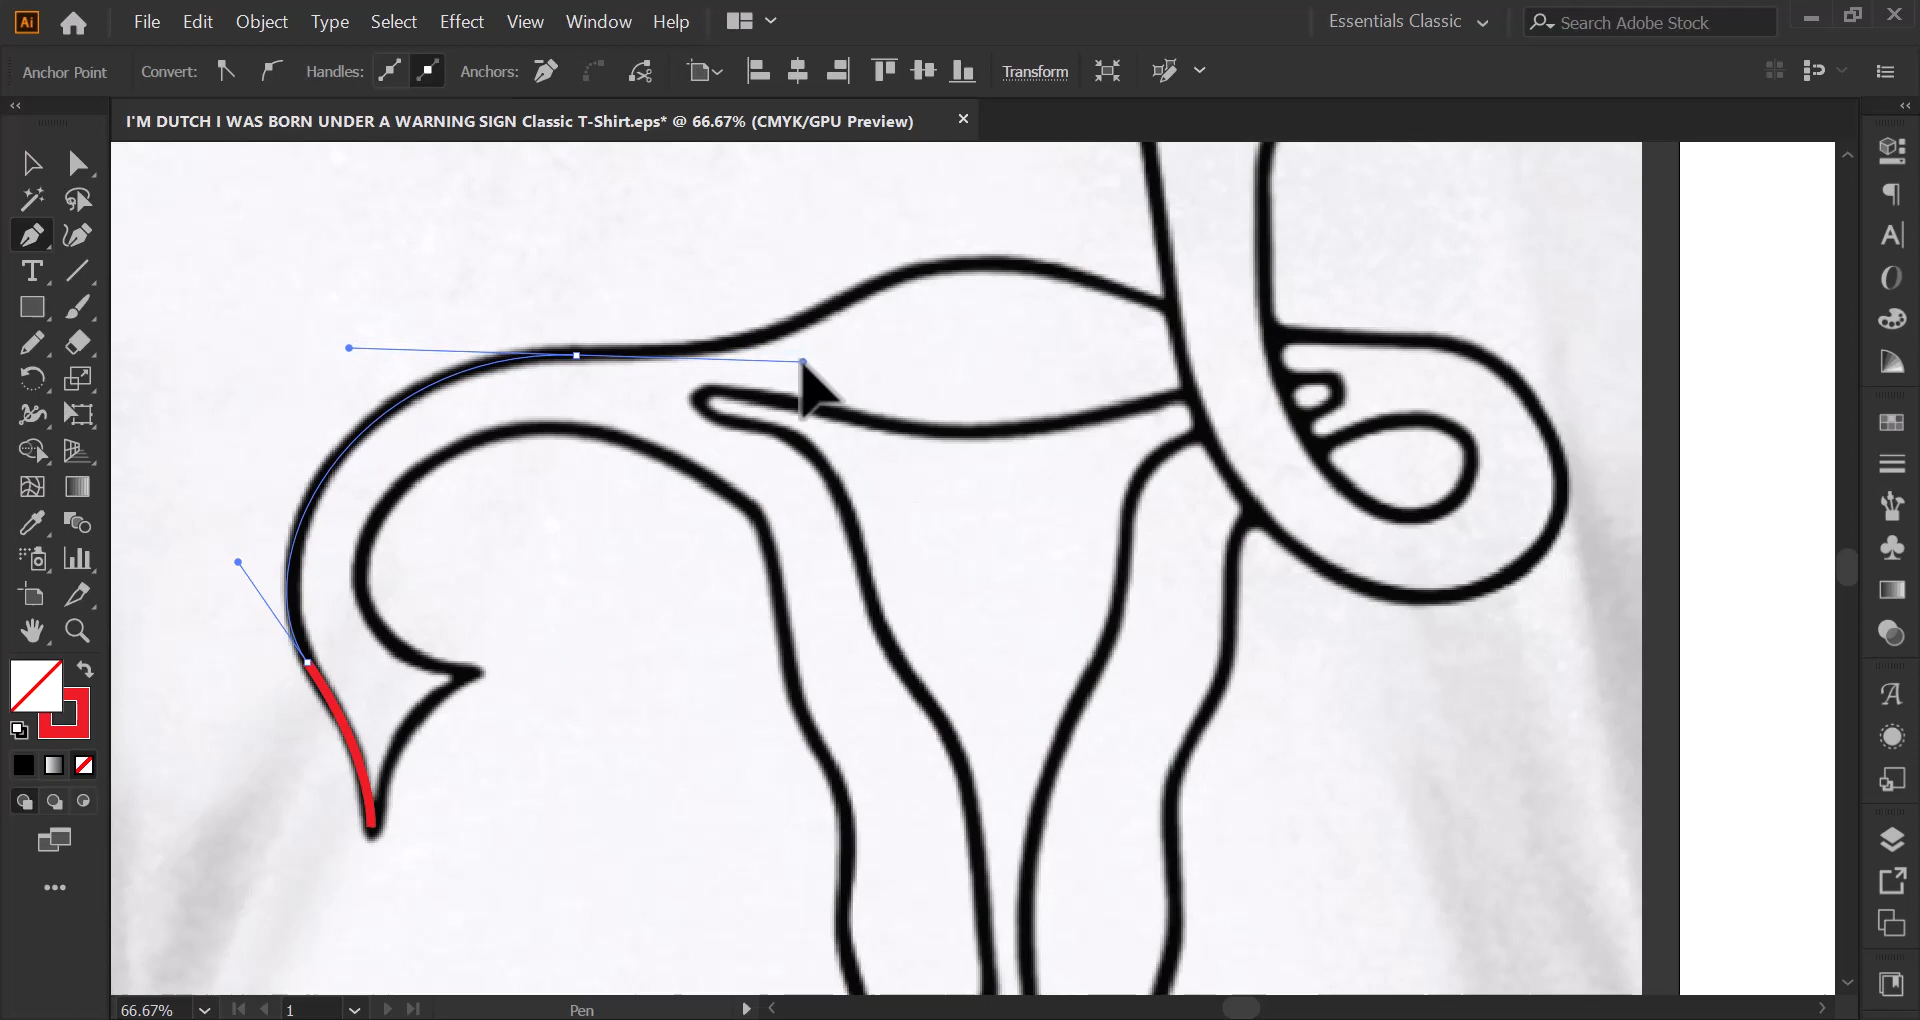 Ai File Edit Object Type Select Effect View Window Help Essentials Classic Search Adobe Stock
Anchor Point Convert: Handles: Anchors: Transform
I'M DUTCH I WAS BORN UNDER A WARNING SIGN Classic T-Shirt.eps* @ 66.67% (CMYK/GPU Preview)
66.67% 1 Pen